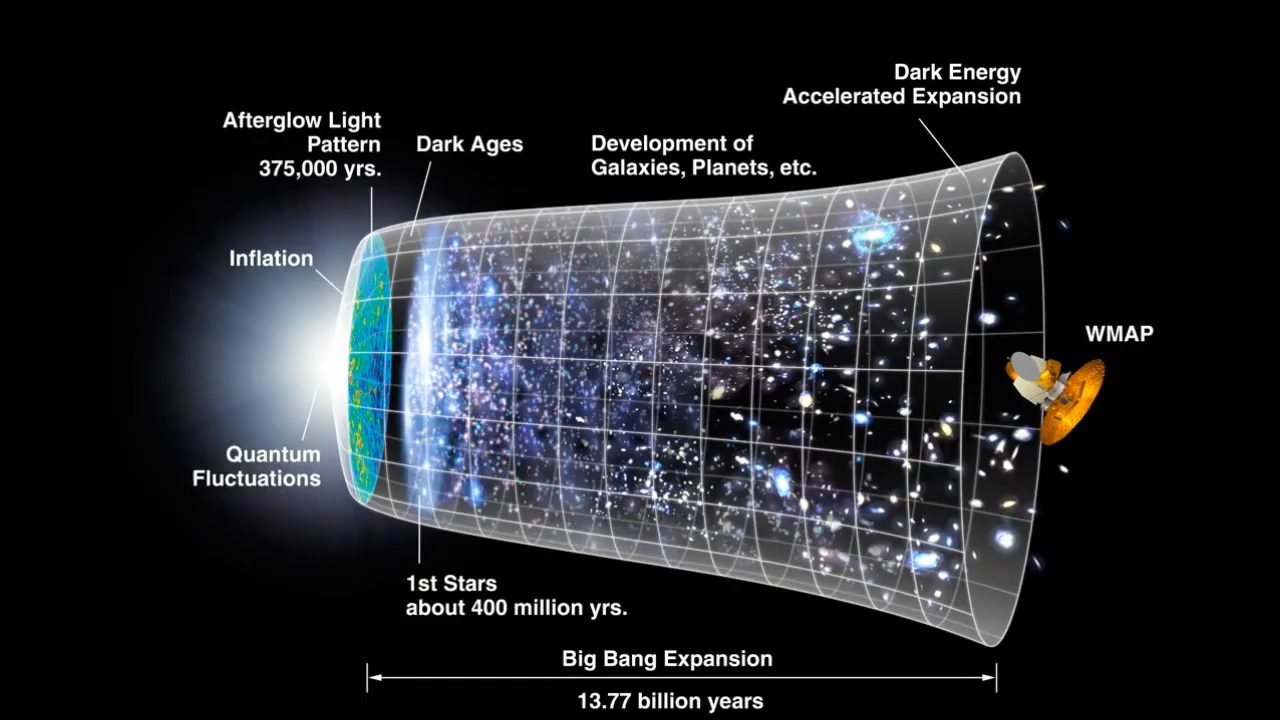 Dark Energy
Accelerated Expansion
Afterglow Light
Pattern
375,000 yrs.
Dark Ages
Development of
Galaxies, Planets, etc.
Inflation
WMAP
Quantum
Fluctuations
1st Stars
about 400 million yrs.
Big Bang Expansion
13.77 billion years